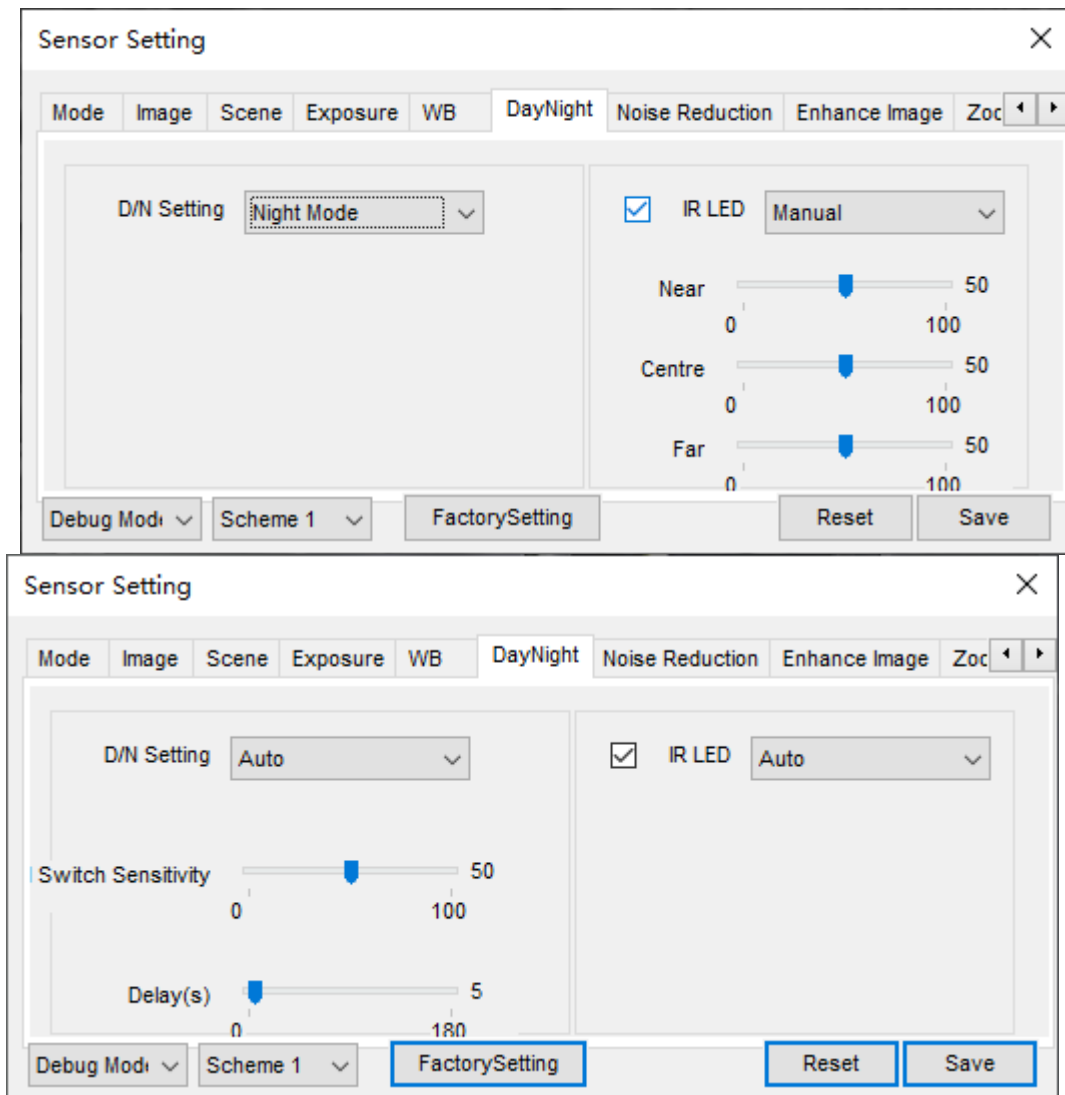 Sensor Setting
Mode Image Scene Exposure WB DayNight Noise Reduction Enhance Image Zoc
D/N Setting Night Mode IR LED Manual
Near 50
0 100
Centre 50
0 100
Far 50
0 100
Debug Mod Scheme 1 FactorySetting Reset Save
Sensor Setting
Mode Image Scene Exposure WB DayNight Noise Reduction Enhance Image Zoc
D/N Setting Auto IR LED Auto
Switch Sensitivity 50
0 100
Delay(s) 5
0 180
Debug Mod Scheme 1 FactorySetting Reset Save